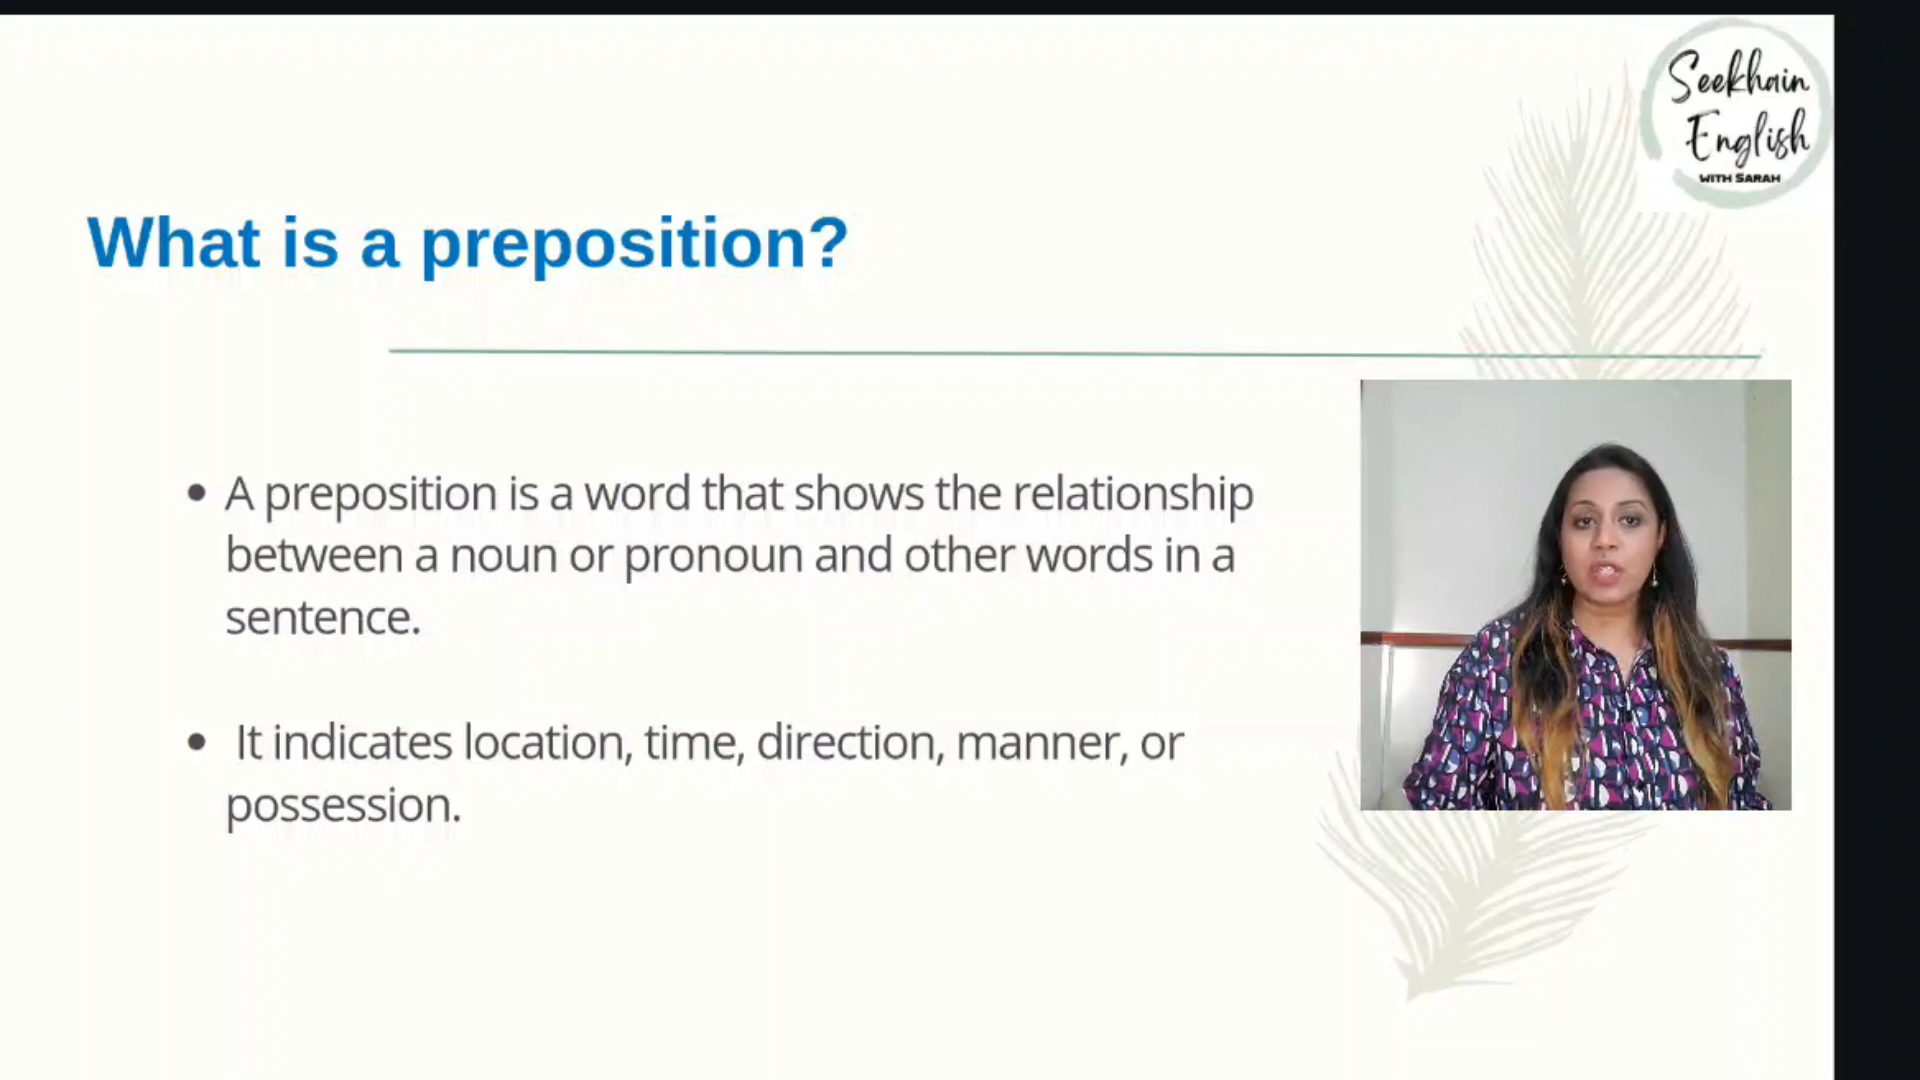 Seekhain
English
WITH SARAH
What is a preposition?
• A preposition is a word that shows the relationship
between a noun or pronoun and other words in a
sentence.
• It indicates location, time, direction, manner, or
possession.